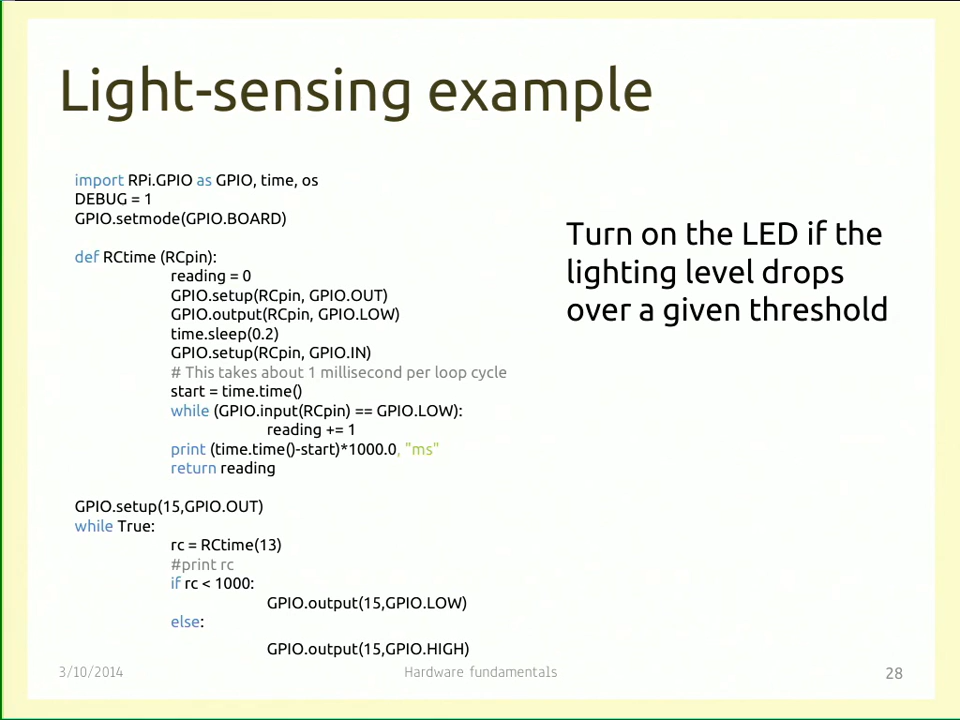 Light-sensing example
import RPi.GPIO as GPIO, time, os
DEBUG = 1
GPIO.setmode(GPIO.BOARD)
def RCtime (RCpin):
reading = 0
GPIO.setup(RCpin, GPIO.OUT)
GPIO.output(RCpin, GPIO.LOW)
time.sleep(0.2)
GPIO.setup(RCpin, GPIO.IN)
# This takes about 1 millisecond per loop cycle
start = time.time()
while (GPIO.input(RCpin) == GPIO.LOW):
reading += 1
print (time.time()-start)*1000.0, "ms"
return reading
GPIO.setup(15,GPIO.OUT)
while True:
rc = RCtime(13)
#print rc
if rc < 1000:
GPIO.output(15,GPIO.LOW)
else:
GPIO.output(15,GPIO.HIGH)
Turn on the LED if the
lighting level drops
over a given threshold
3/10/2014
Hardware fundamentals
28